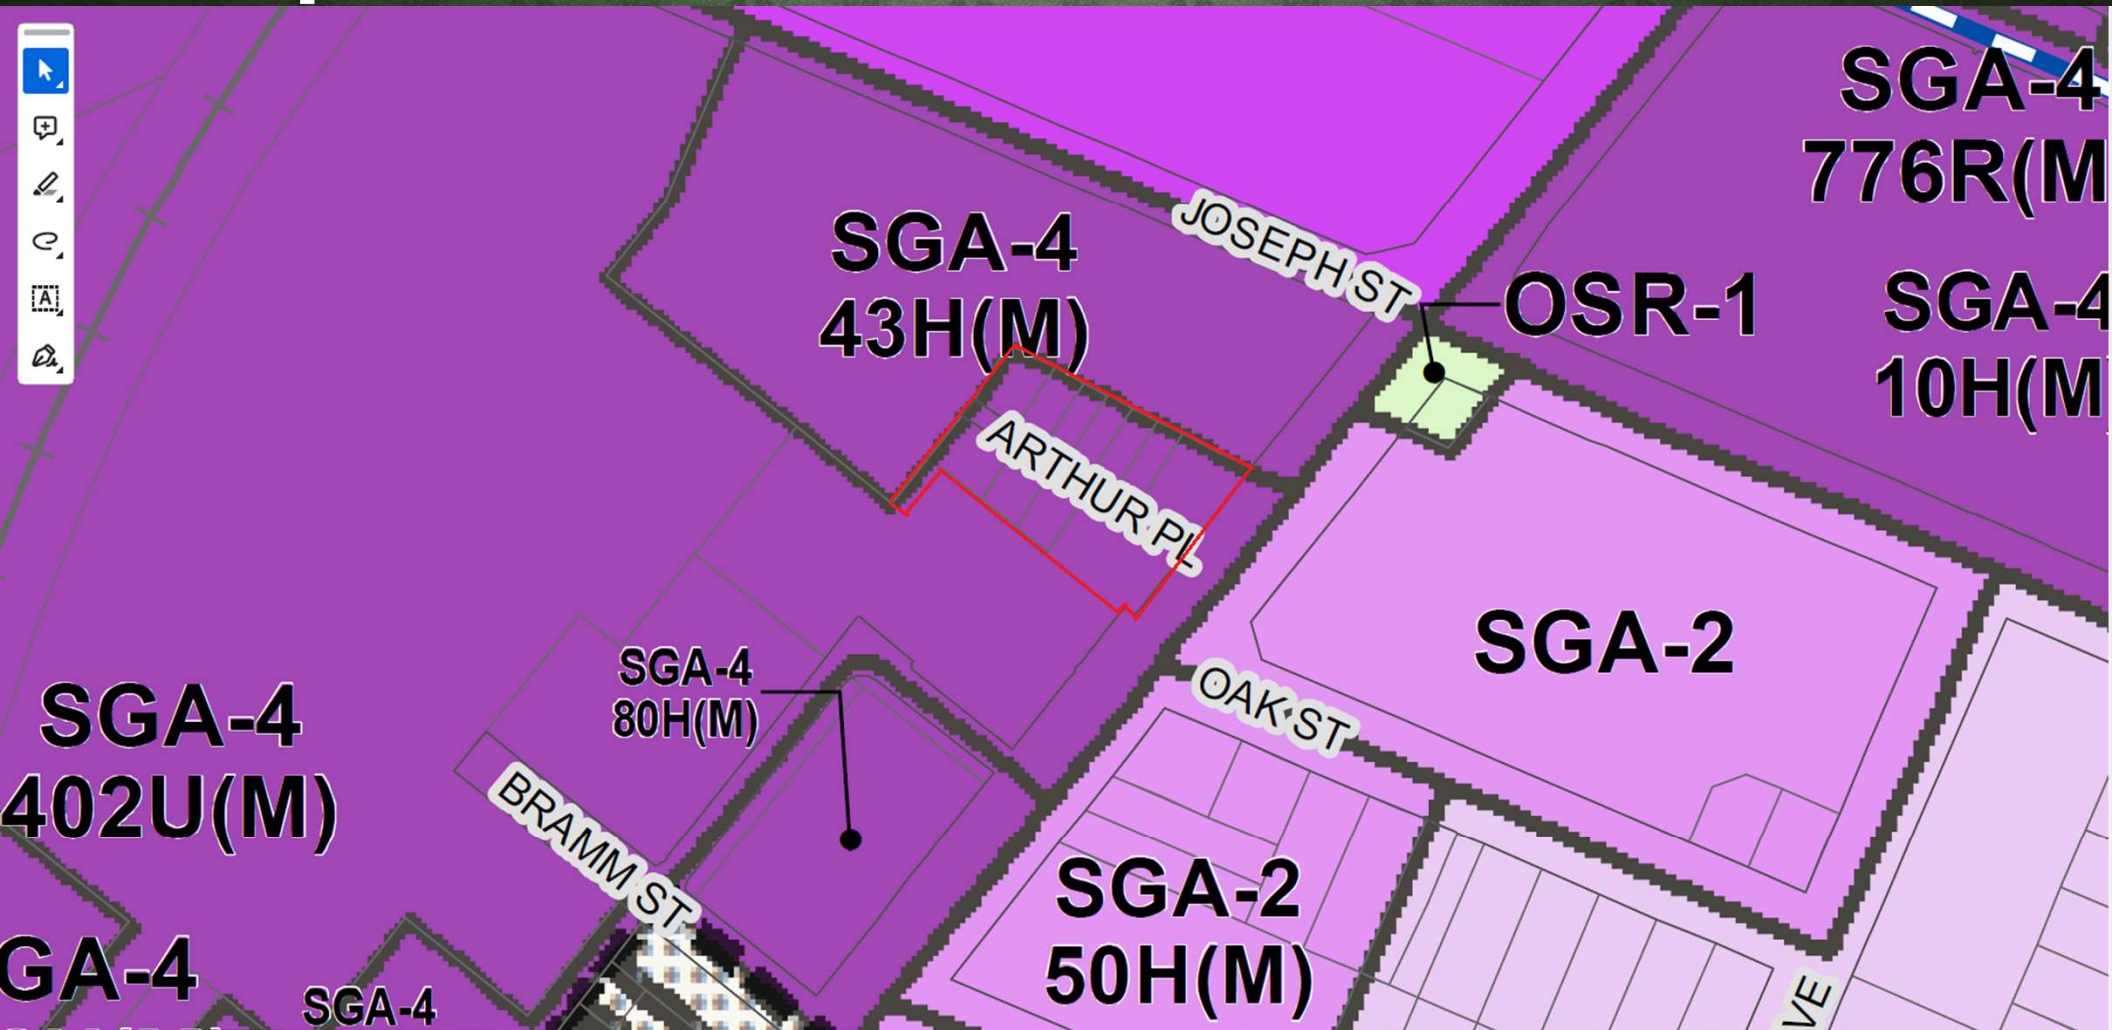 SGA-4
776R(M
JOSEPH ST
SGA-4
43H(M)
OSR-1
SGA-4
10H(M
ARTHUR PL
SGA-2
SGA-4
80H(M)
OAK ST
SGA-4
402U(M)
BRAMM ST
SGA-2
50H(M)
GA-4
SGA-4
VE
A